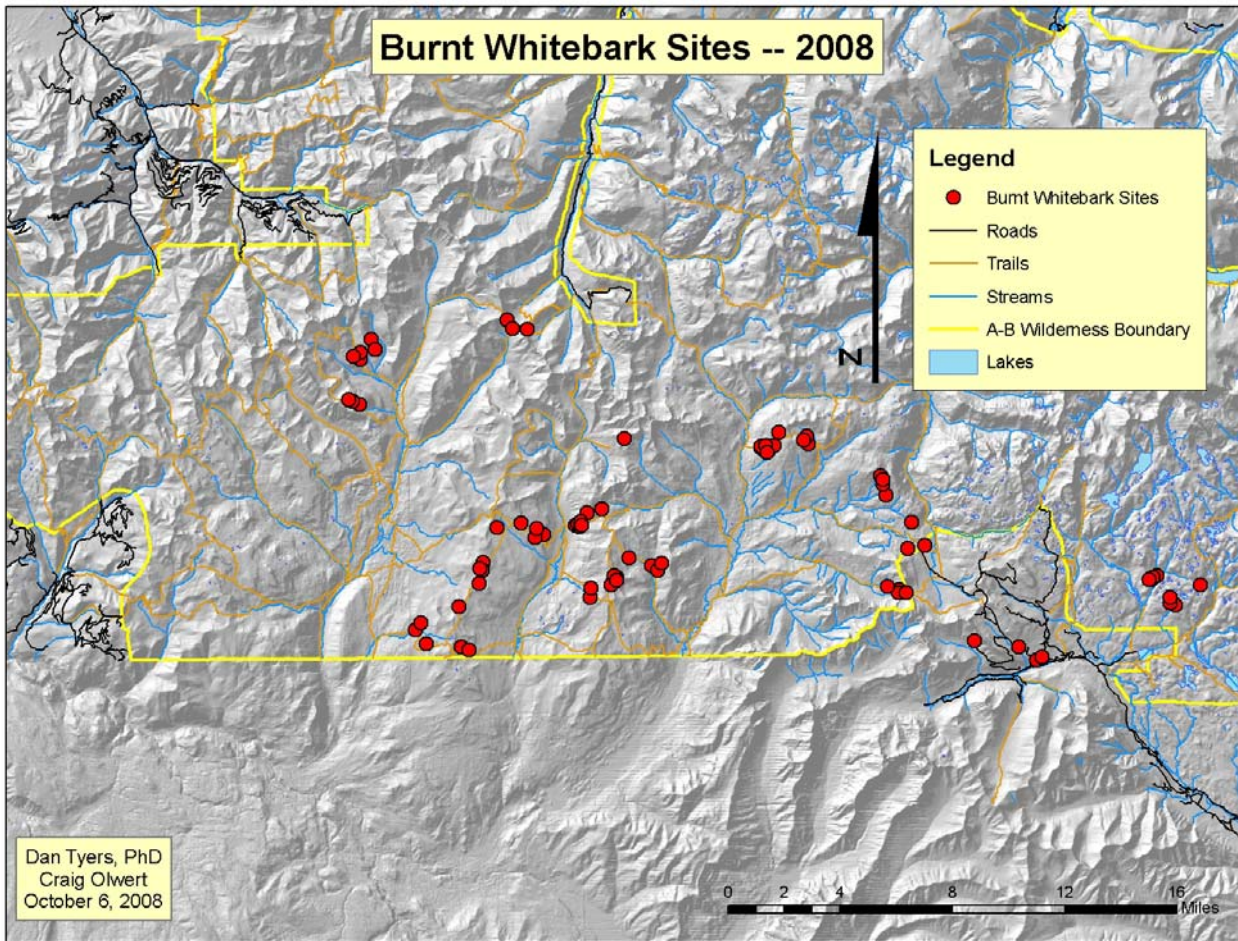 Burnt Whitebark Sites -- 2008
Legend
Burnt Whitebark Sites
Roads
Trails
Streams
A-B Wilderness Boundary
Lakes
N
Dan Tyers, PhD
Craig Olwert
October 6, 2008
0 4 8 12 16
Miles